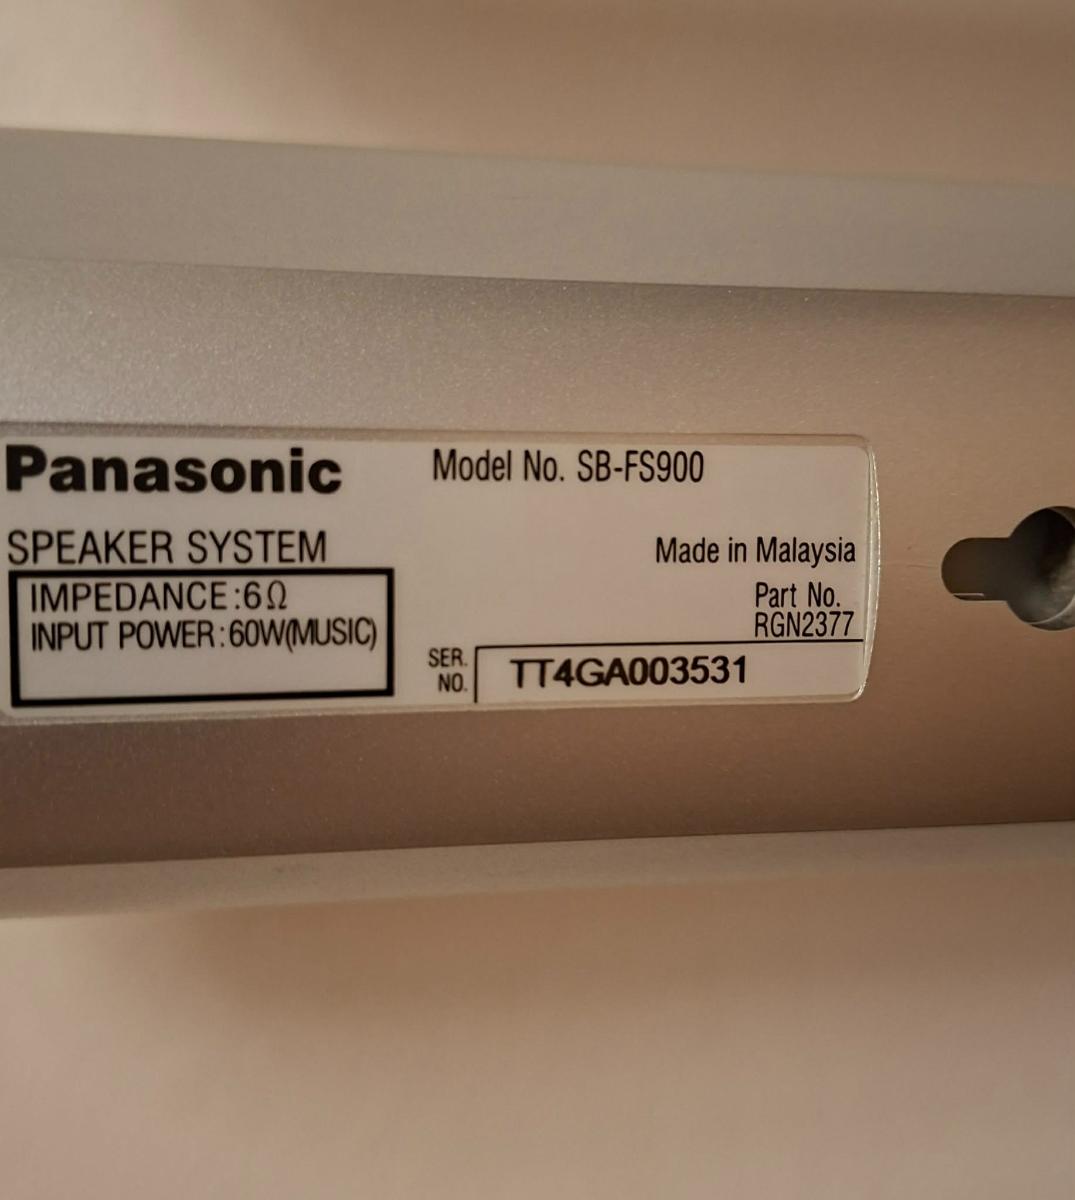 Panasonic
Model No. SB-FS900
SPEAKER SYSTEM
Made in Malaysia
IMPEDANCE:6Ω
INPUT POWER:60W(MUSIC)
Part No.
RGN2377
SER.
NO.
TT4GA003531